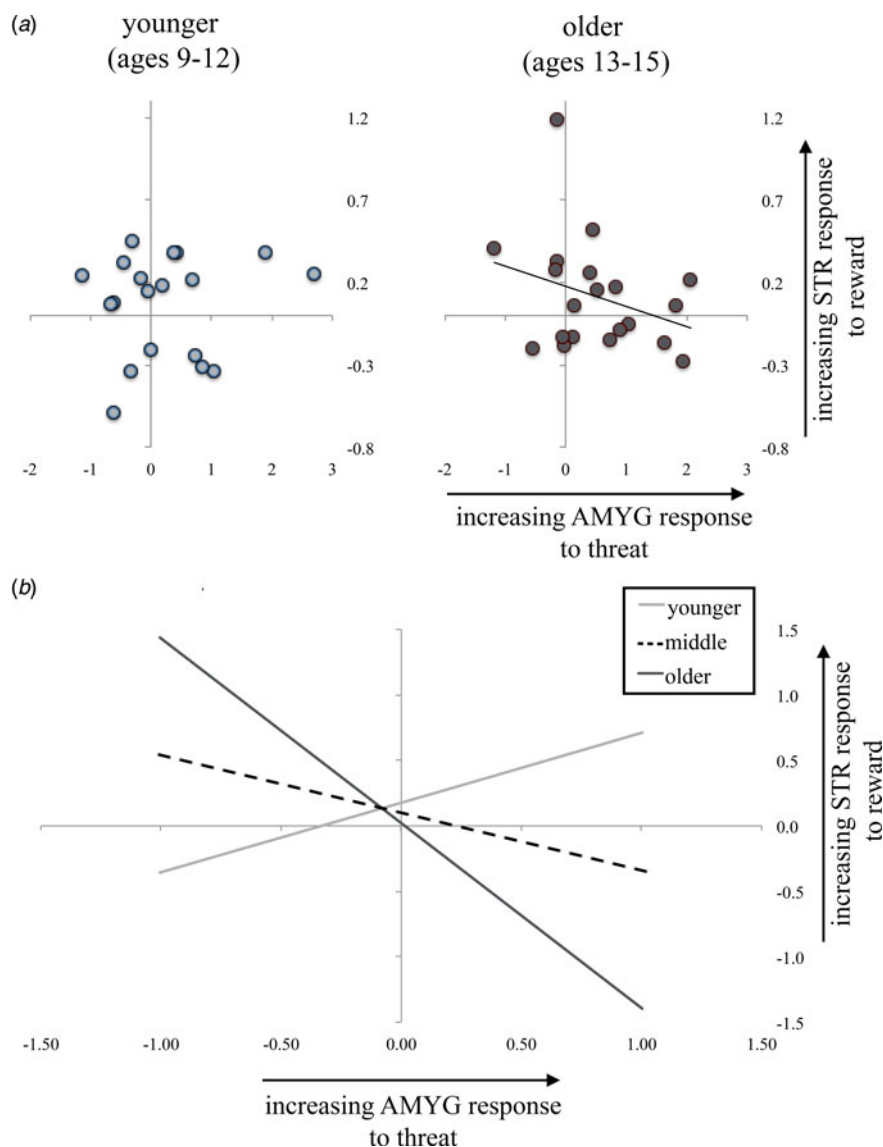 (a)
younger
(ages 9-12)
older
(ages 13-15)
1.2
0.7
0.2
-0.3
-0.8
-2 -1 0 1 2 3
1.2
0.7
0.2
-0.3
-0.8
-2 -1 0 1 2 3
increasing STR response
to reward
increasing AMYG response
to threat
(b)
younger
middle
older
1.5
1.0
0.5
0.0
-0.5
-1.0
-1.5
-1.50 -1.00 -0.50 0.00 0.50 1.00 1.50
increasing STR response
to reward
increasing AMYG response
to threat